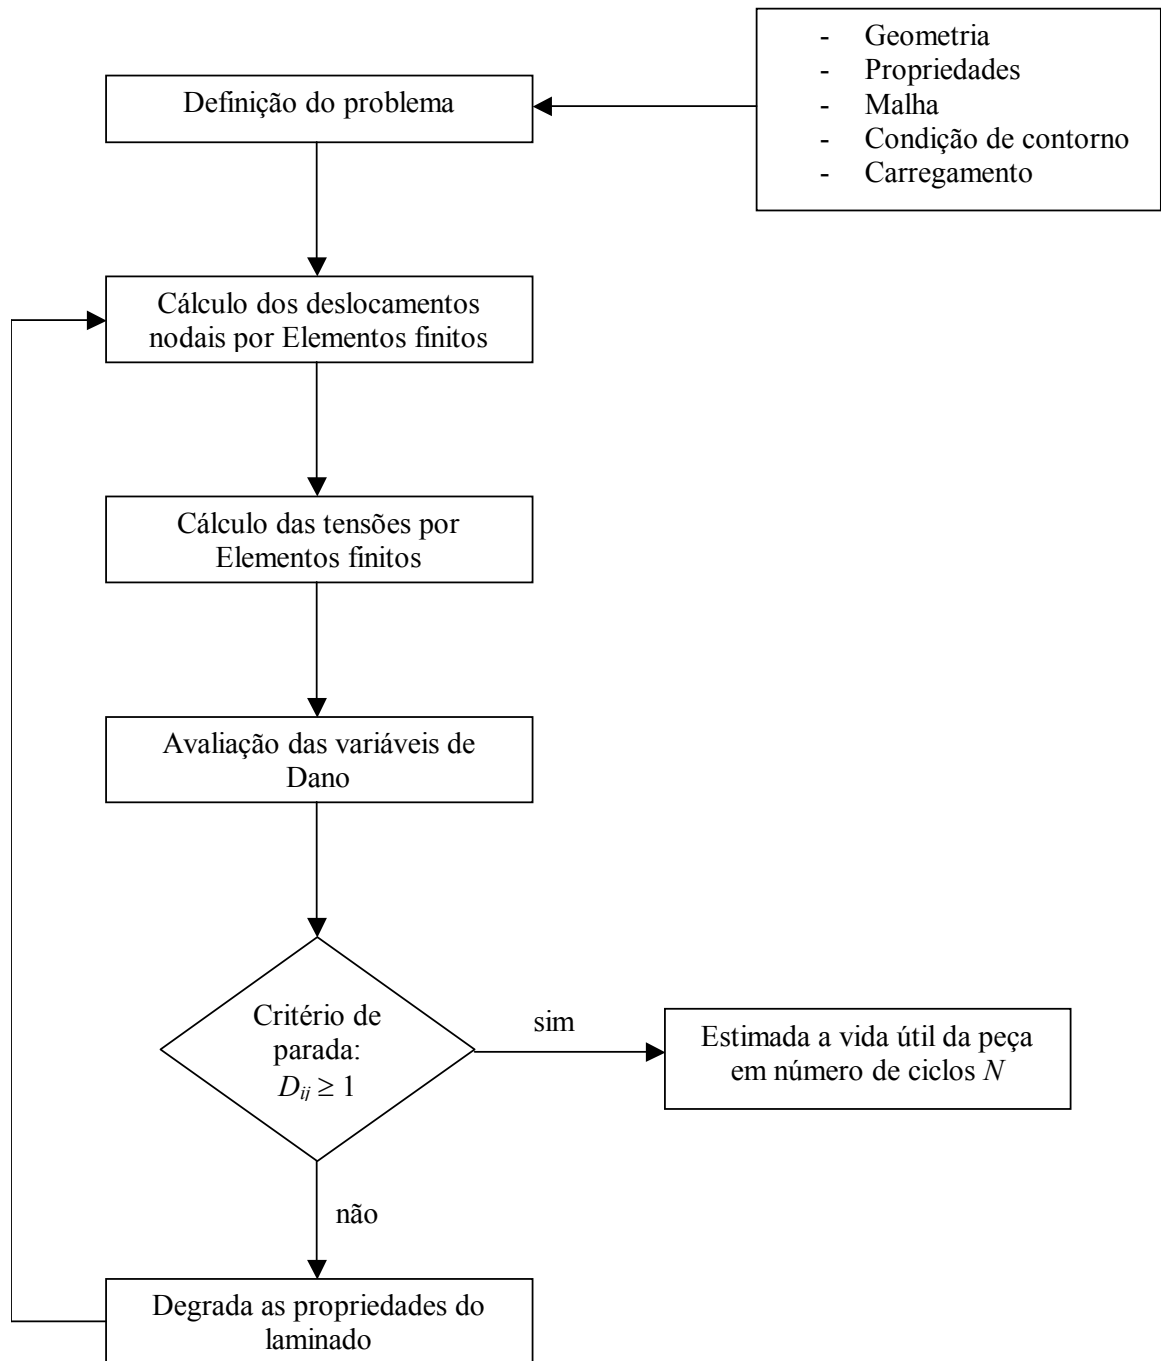 - Geometria
- Propriedades
- Malha
- Condição de contorno
- Carregamento
Definição do problema
Cálculo dos deslocamentos
nodais por Elementos finitos
Cálculo das tensões por
Elementos finitos
Avaliação das variáveis de
Dano
Critério de
parada:
Dij ≥ 1
sim
Estimada a vida útil da peça
em número de ciclos N
não
Degrada as propriedades do
laminado